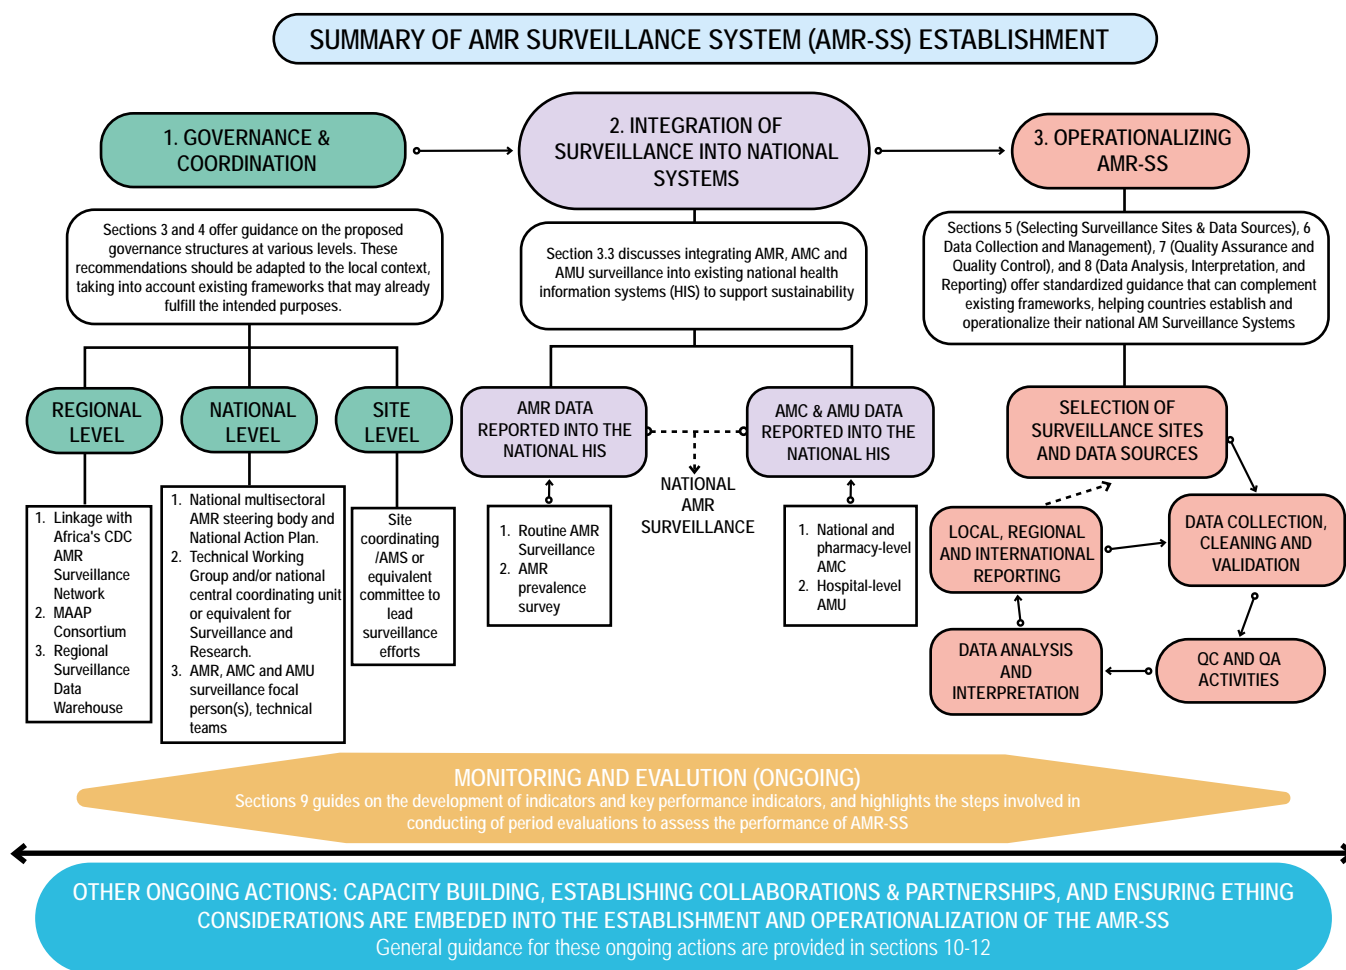 SUMMARY OF AMR SURVEILLANCE SYSTEM (AMR-SS) ESTABLISHMENT
1. GOVERNANCE &
COORDINATION
2. INTEGRATION OF
SURVEILLANCE INTO NATIONAL
SYSTEMS
3. OPERATIONALIZING
AMR-SS
Sections 3 and 4 offer guidance on the proposed
governance structures at various levels. These
recommendations should be adapted to the local context,
taking into account existing frameworks that may already
fulfill the intended purposes.
Section 3.3 discusses integrating AMR, AMC and
AMU surveillance into existing national health
information systems (HIS) to support sustainability
Sections 5 (Selecting Surveillance Sites & Data Sources), 6
Data Collection and Management), 7 (Quality Assurance and
Quality Control), and 8 (Data Analysis, Interpretation, and
Reporting) offer standardized guidance that can complement
existing frameworks, helping countries establish and
operationalize their national AM Surveillance Systems
REGIONAL
LEVEL
NATIONAL
LEVEL
SITE
LEVEL
1. Linkage with
Africa's CDC
AMR
Surveillance
Network
2. MAAP
Consortium
3. Regional
Surveillance
Data
Warehouse
1. National multisectoral
AMR steering body and
National Action Plan.
2. Technical Working
Group and/or national
central coordinating unit
or equivalent for
Surveillance and
Research.
3. AMR, AMC and AMU
surveillance focal
person(s), technical
teams
Site
coordinating
/AMS or
equivalent
committee to
lead
surveillance
efforts
AMR DATA
REPORTED INTO THE
NATIONAL HIS
AMC & AMU DATA
REPORTED INTO THE
NATIONAL HIS
NATIONAL
AMR
SURVEILLANCE
1. Routine AMR
Surveillance
2. AMR
prevalence
survey
1. National and
pharmacy-level
AMC
2. Hospital-level
AMU
SELECTION OF
SURVEILLANCE SITES
AND DATA SOURCES
DATA COLLECTION,
CLEANING AND
VALIDATION
QC AND QA
ACTIVITIES
DATA ANALYSIS
AND
INTERPRETATION
LOCAL, REGIONAL
AND INTERNATIONAL
REPORTING
MONITORING AND EVALUTION (ONGOING)
Sections 9 guides on the development of indicators and key performance indicators, and highlights the steps involved in
conducting of period evaluations to assess the performance of AMR-SS
OTHER ONGOING ACTIONS: CAPACITY BUILDING, ESTABLISHING COLLABORATIONS & PARTNERSHIPS, AND ENSURING ETHING
CONSIDERATIONS ARE EMBEDED INTO THE ESTABLISHMENT AND OPERATIONALIZATION OF THE AMR-SS
General guidance for these ongoing actions are provided in sections 10-12